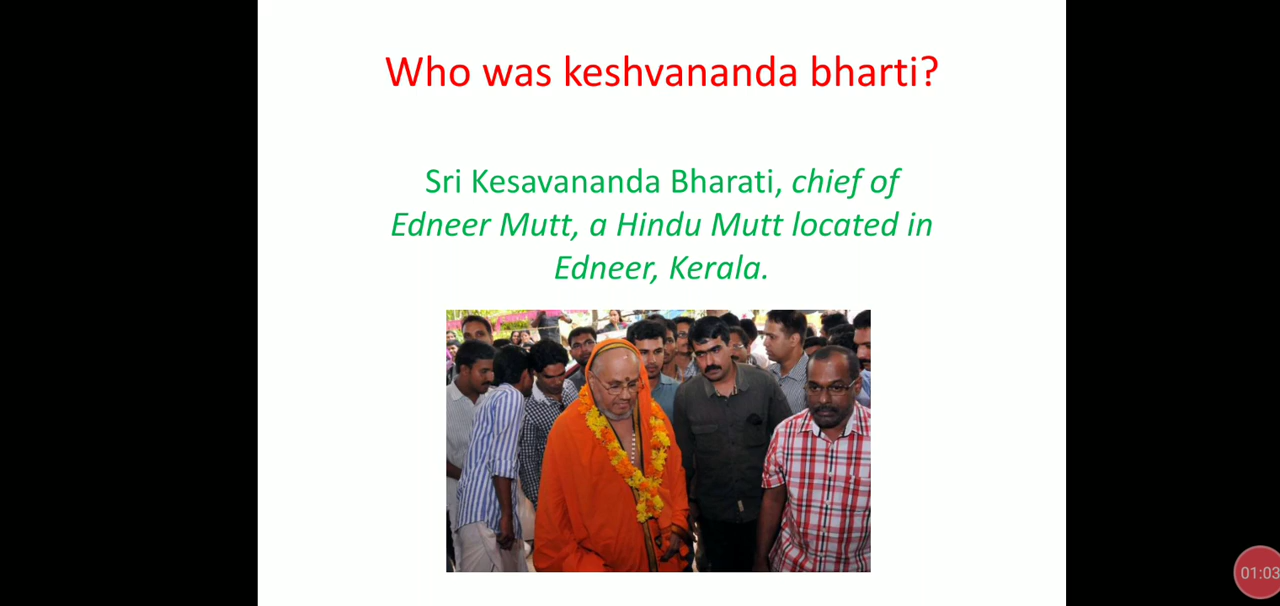 Who was keshvananda bharti?
Sri Kesavananda Bharati, chief of
Edneer Mutt, a Hindu Mutt located in
Edneer, Kerala.
01:03